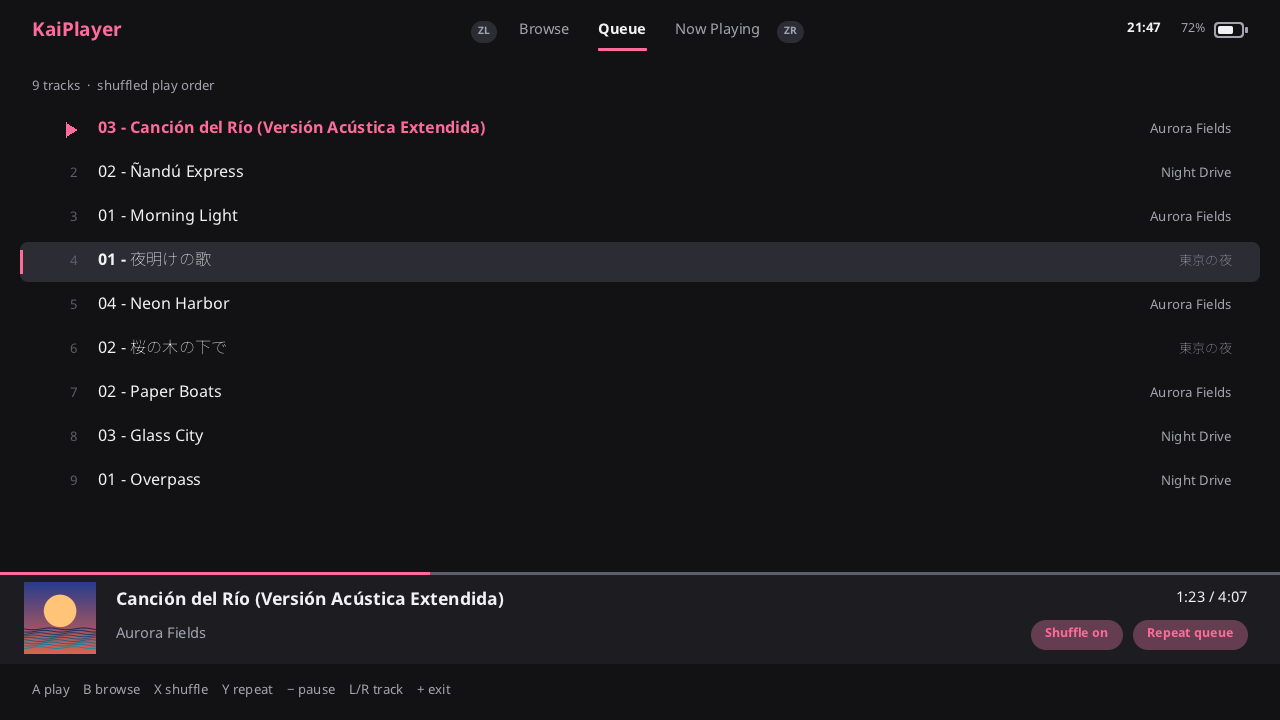 KaiPlayer ZL Browse Queue Now Playing ZR 21:47 72%
9 tracks · shuffled play order
03 - Canción del Río (Versión Acústica Extendida) Aurora Fields
2 02 - Ñandú Express Night Drive
3 01 - Morning Light Aurora Fields
4 01 - 夜明けの歌 東京の夜
5 04 - Neon Harbor Aurora Fields
6 02 - 桜の木の下で 東京の夜
7 02 - Paper Boats Aurora Fields
8 03 - Glass City Night Drive
9 01 - Overpass Night Drive
Canción del Río (Versión Acústica Extendida) 1:23 / 4:07
Aurora Fields Shuffle on Repeat queue
A play B browse X shuffle Y repeat − pause L/R track + exit